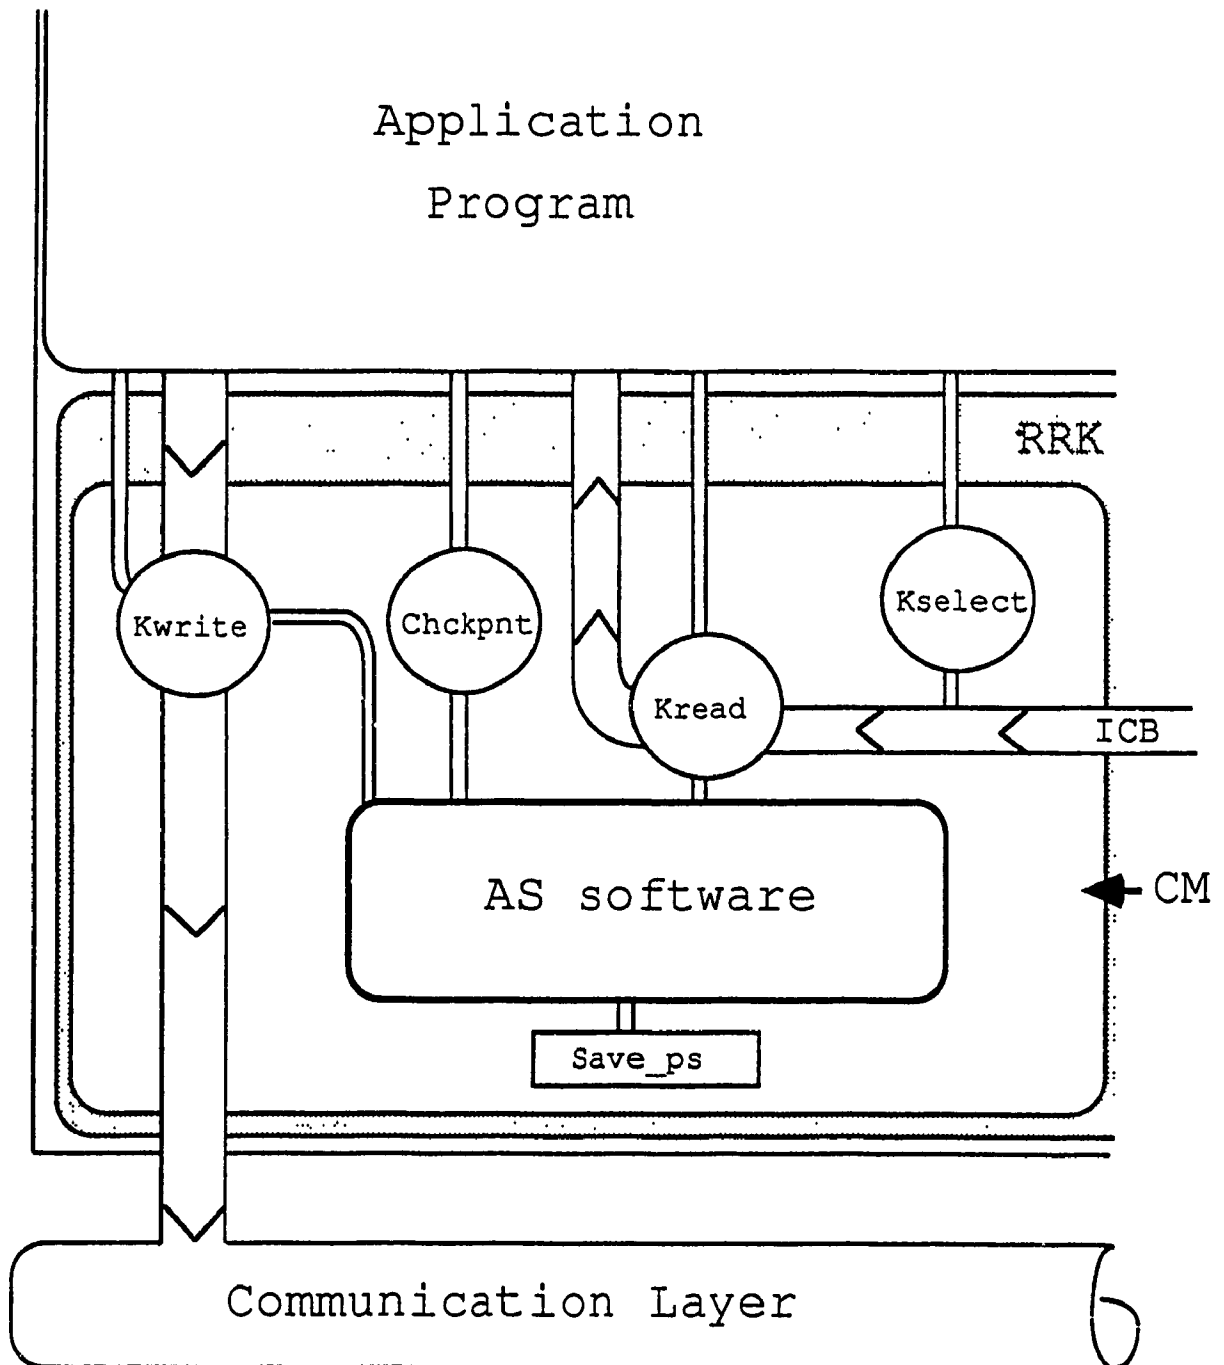 Application
Program
RRK
Kselect
Kwrite
Chckpnt
Kread
ICB
AS software
CM
Save_ps
Communication Layer